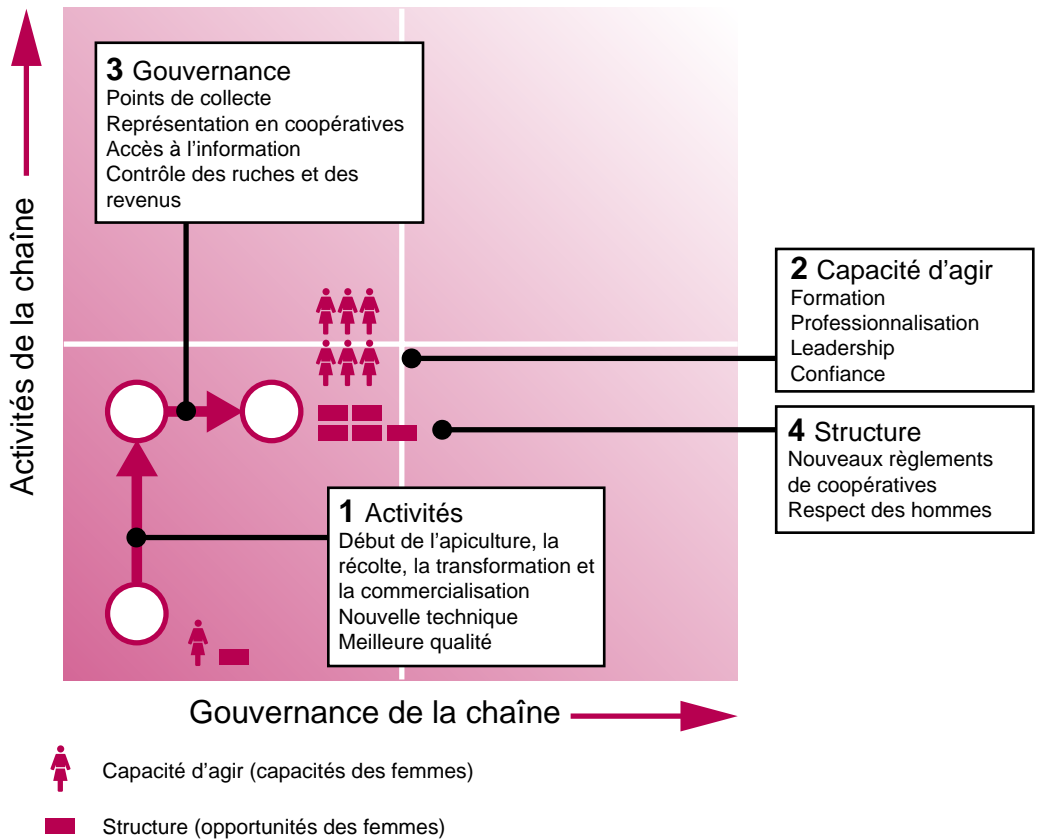 Activités de la chaîne
3 Gouvernance
Points de collecte
Représentation en coopératives
Accès à l'information
Contrôle des ruches et des
revenus
2 Capacité d'agir
Formation
Professionnalisation
Leadership
Confiance
4 Structure
Nouveaux règlements
de coopératives
Respect des hommes
1 Activités
Début de l'apiculture, la
récolte, la transformation et
la commercialisation
Nouvelle technique
Meilleure qualité
Gouvernance de la chaîne
Capacité d'agir (capacités des femmes)
Structure (opportunités des femmes)